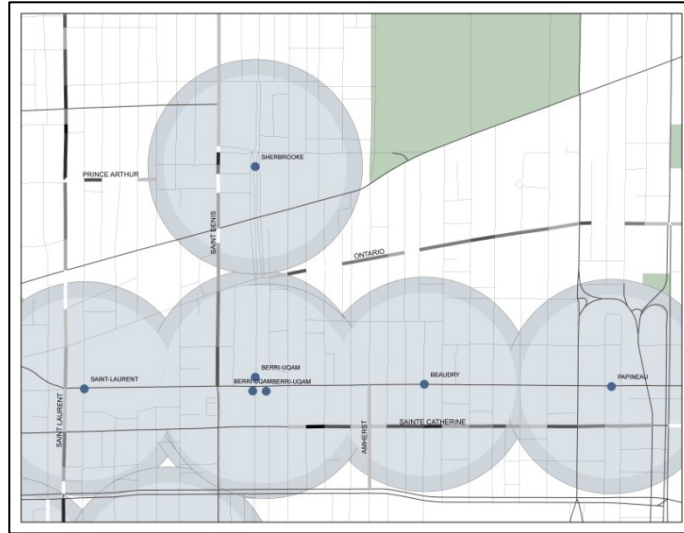 SHERBROOKE
PRINCE ARTHUR
SAINT DENIS
ONTARIO
BERRI-UQAM
BEAUDRY
SAINT-LAURENT
BERRI-UQAM
BERRI-UQAM
PAPINEAU
SAINT LAURENT
AMHERST
SAINTE CATHERINE